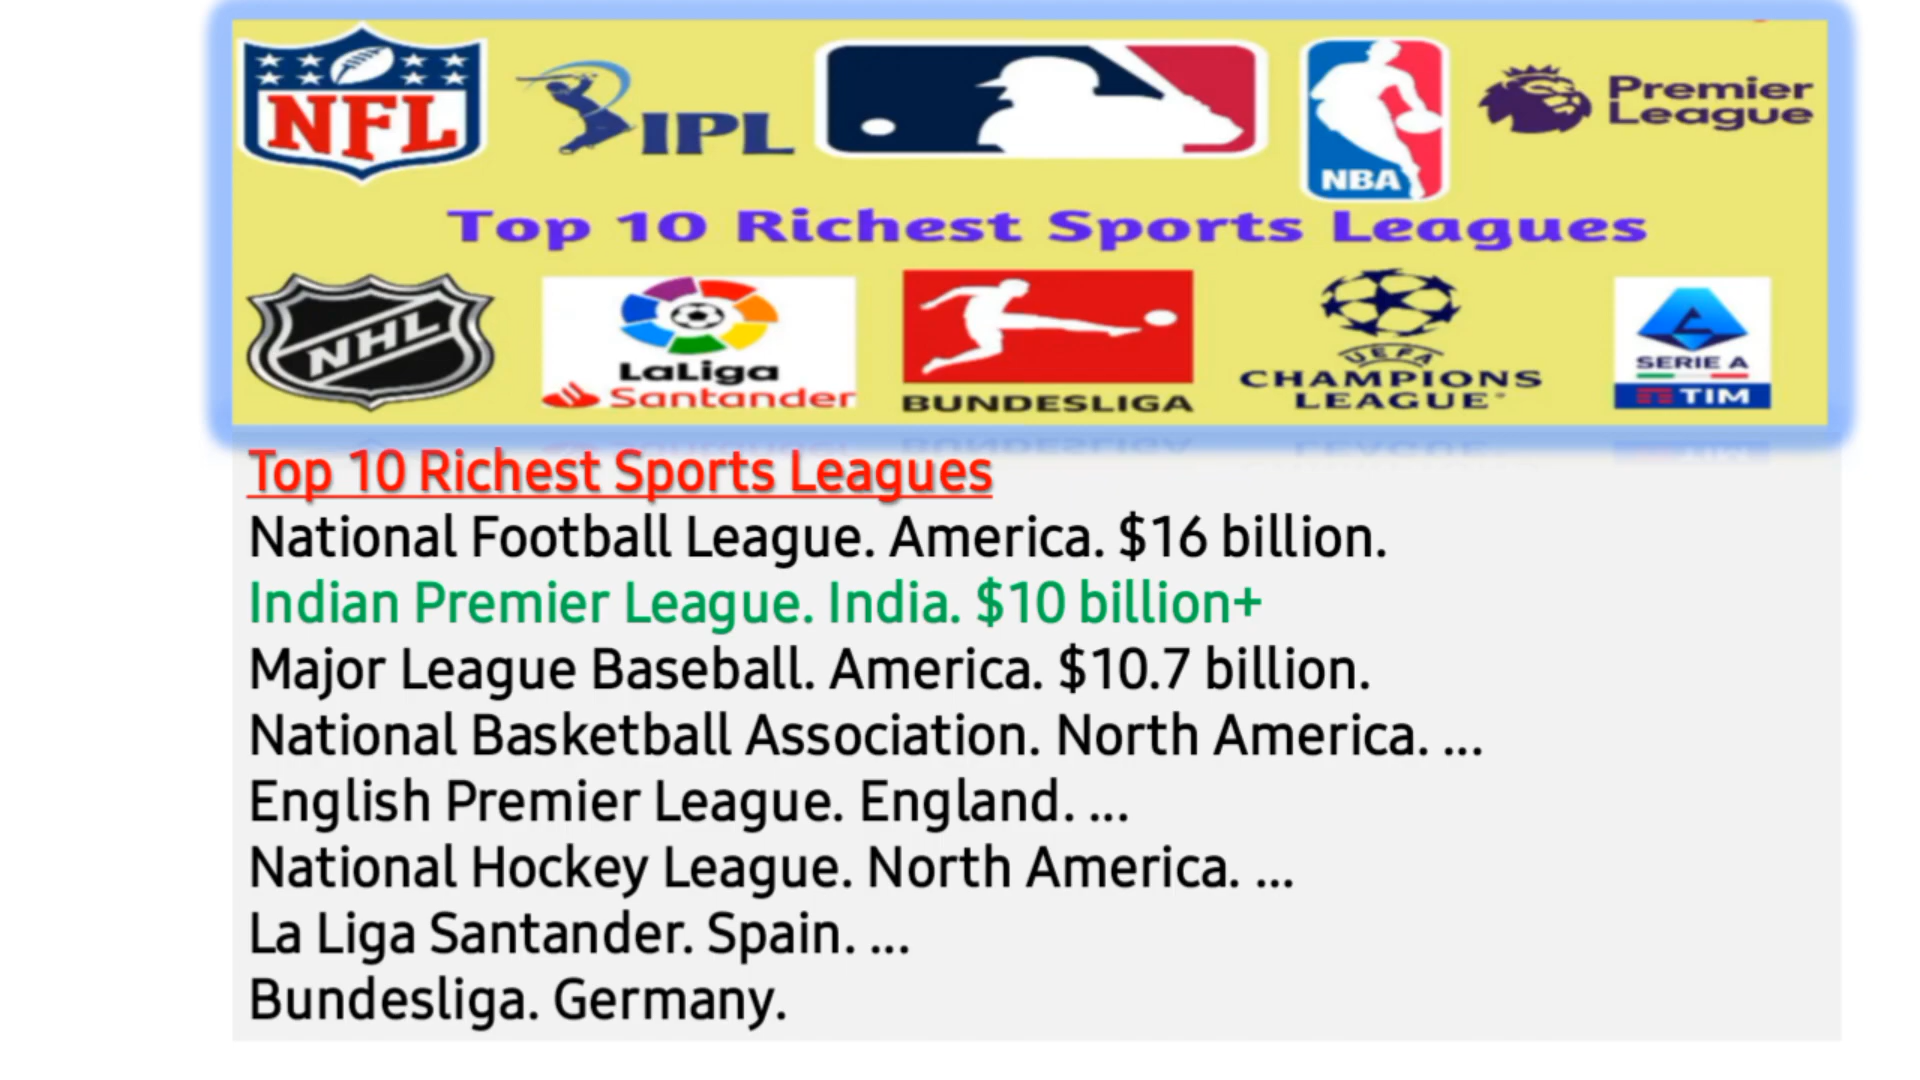 NFL
IPL
NBA
Premier
League
Top 10 Richest Sports Leagues
NHL
LaLiga
Santander
BUNDESLIGA
UEFA
CHAMPIONS
LEAGUE
SERIE A
TIM
Top 10 Richest Sports Leagues
National Football League. America. $16 billion.
Indian Premier League. India. $10 billion+
Major League Baseball. America. $10.7 billion.
National Basketball Association. North America. ...
English Premier League. England. ...
National Hockey League. North America. ...
La Liga Santander. Spain. ...
Bundesliga. Germany.